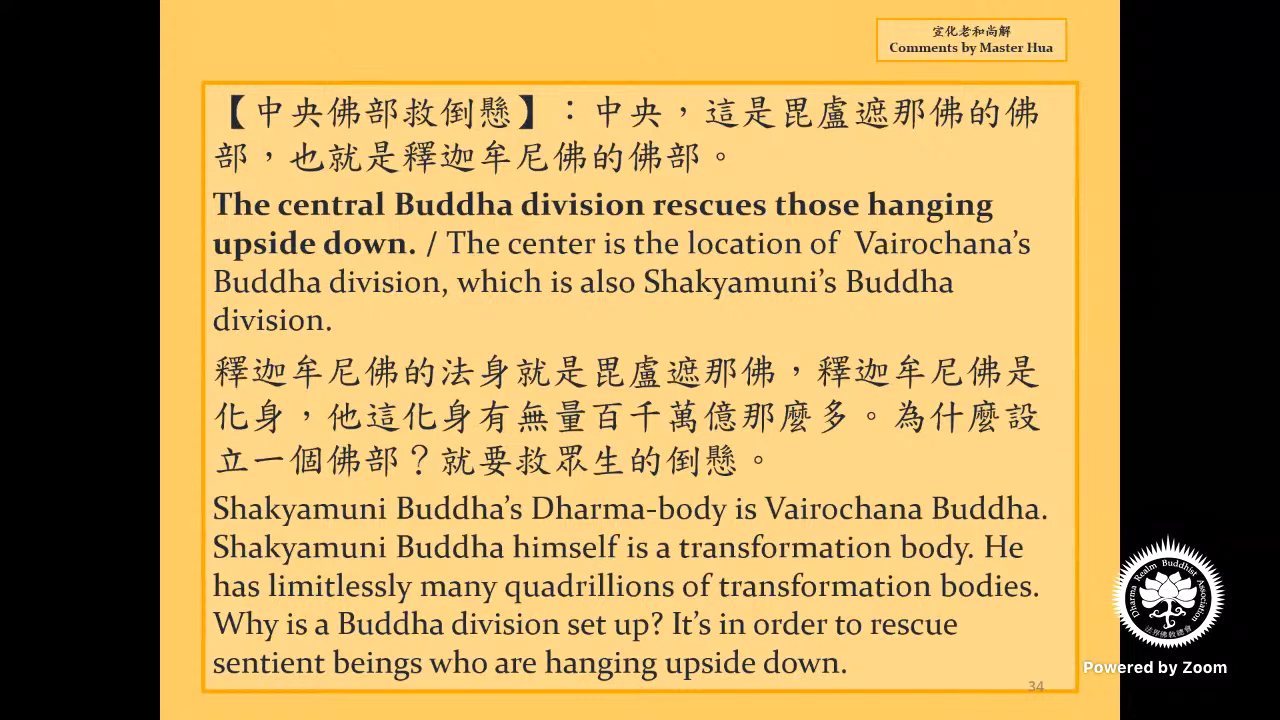 宣化老和尚解
Comments by Master Hua
【中央佛部救倒懸】：中央，這是毘盧遮那佛的佛
部，也就是釋迦牟尼佛的佛部。
The central Buddha division rescues those hanging
upside down. / The center is the location of Vairochana’s
Buddha division, which is also Shakyamuni’s Buddha
division.
釋迦牟尼佛的法身就是毘盧遮那佛，釋迦牟尼佛是
化身，他這化身有無量百千萬億那麼多。為什麼設
立一個佛部？就要救眾生的倒懸。
Shakyamuni Buddha’s Dharma-body is Vairochana Buddha.
Shakyamuni Buddha himself is a transformation body. He
has limitlessly many quadrillions of transformation bodies.
Why is a Buddha division set up? It’s in order to rescue
sentient beings who are hanging upside down.
34
Dharma Realm Buddhist Association
法界佛教總會
Powered by Zoom